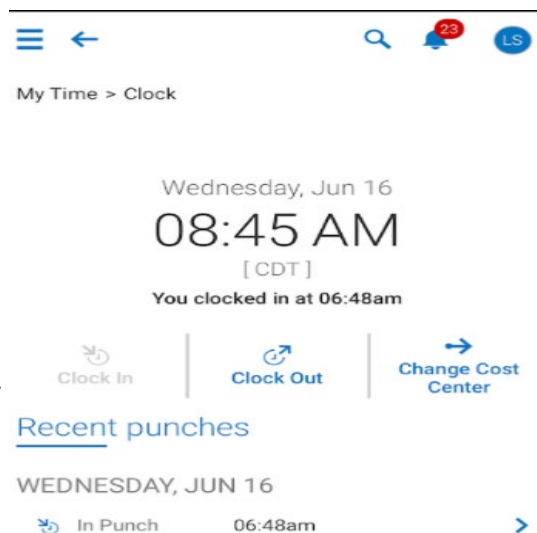 23
LS
My Time > Clock
Wednesday, Jun 16
08:45 AM
[ CDT ]
You clocked in at 06:48am
Clock In
Clock Out
Change Cost
Center
Recent punches
WEDNESDAY, JUN 16
In Punch 06:48am